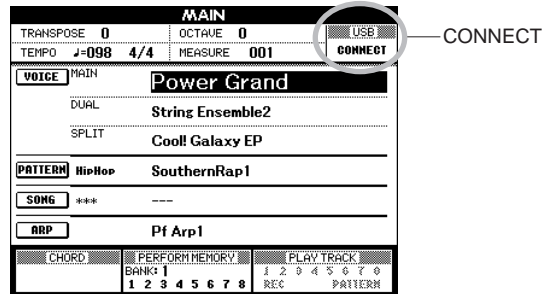 MAIN
TRANSPOSE 0 OCTAVE 0 USB
TEMPO ♩=098 4/4 MEASURE 001 CONNECT
CONNECT
VOICE MAIN Power Grand
DUAL String Ensemble2
SPLIT Cool! Galaxy EP
PATTERN HipHop SouthernRap1
SONG *** ---
ARP Pf Arp1
CHORD PERFORM MEMORY PLAY TRACK
BANK: 1 1 2 3 4 5 6 7 8
1 2 3 4 5 6 7 8 REC PATTERN